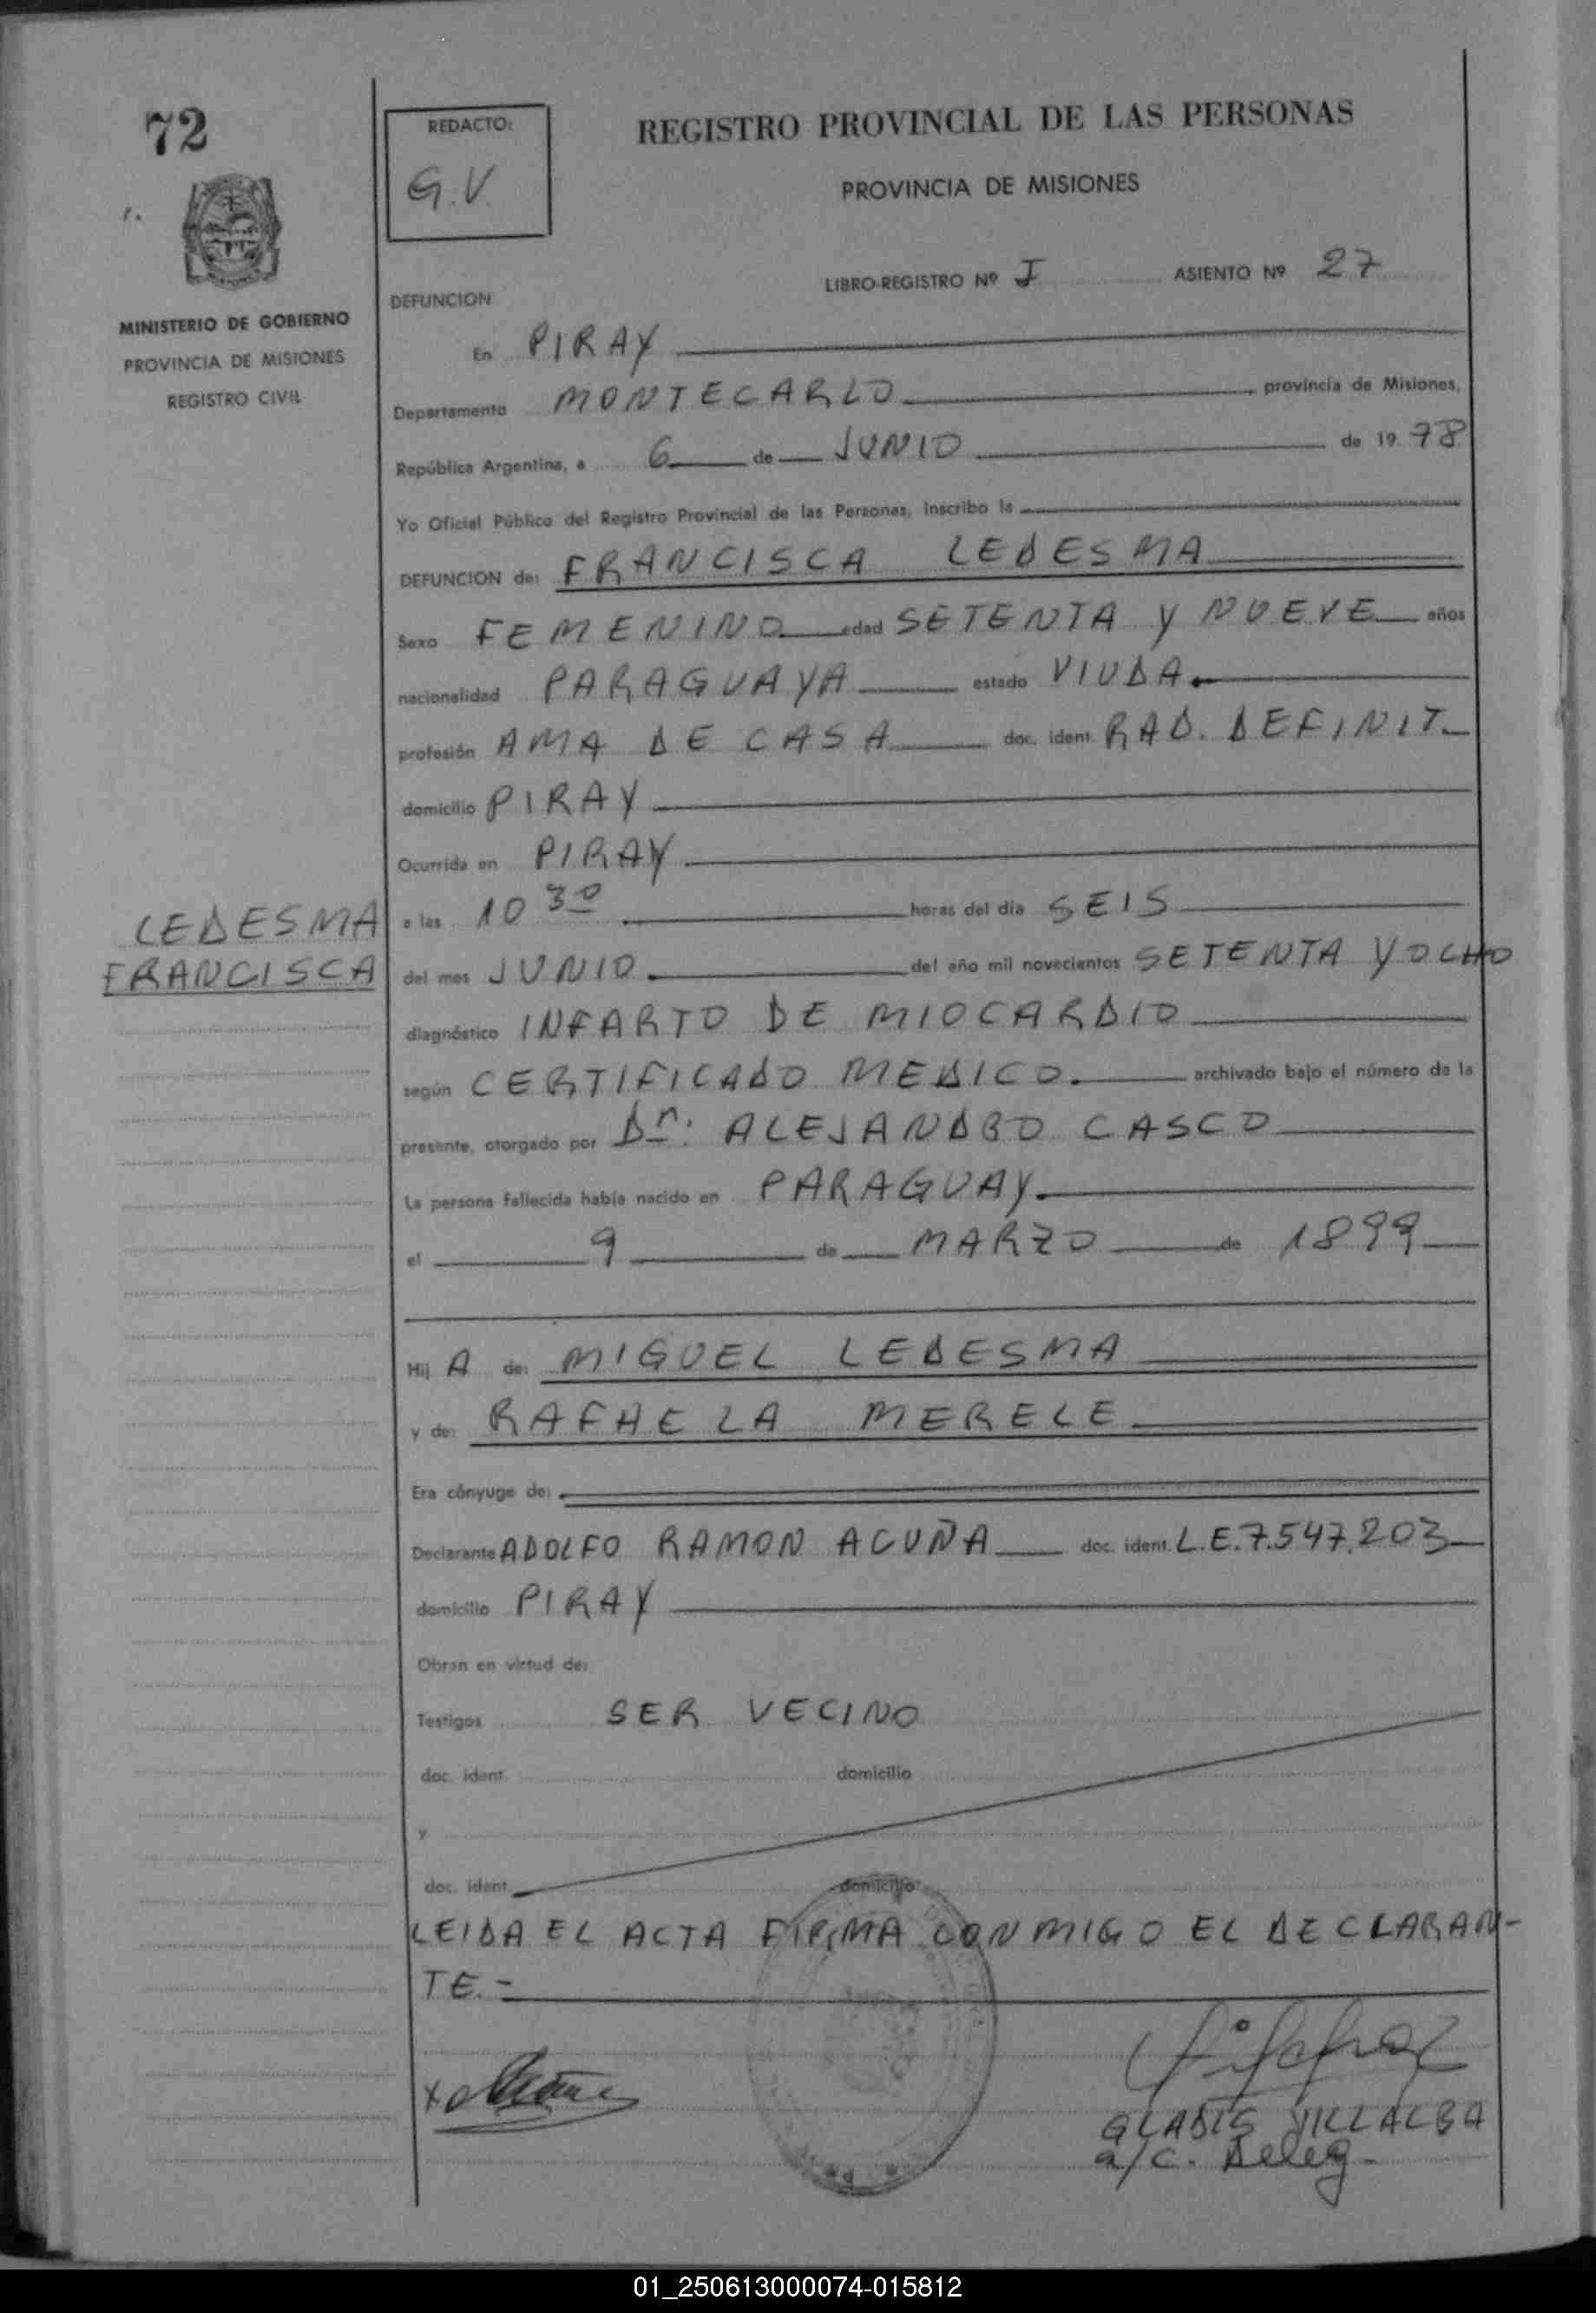 72
REDACTO:
G.V.
REGISTRO PROVINCIAL DE LAS PERSONAS
PROVINCIA DE MISIONES
LIBRO-REGISTRO Nº I ASIENTO Nº 27
MINISTERIO DE GOBIERNO
PROVINCIA DE MISIONES
REGISTRO CIVIL
DEFUNCION
En PIRAY
Departamento MONTECARLO provincia de Misiones,
República Argentina, a 6 de JUNIO de 1978
Yo Oficial Público del Registro Provincial de las Personas, Inscribo la
DEFUNCION de: FRANCISCA LEDESMA
Sexo FEMENINO edad SETENTA Y NUEVE años
nacionalidad PARAGUAYA estado VIUDA.
profesión AMA DE CASA doc. ident. RAD. DEFINIT.
domicilio PIRAY
Ocurrida en PIRAY
LEDESMA
FRANCISCA
a las 10 30 horas del día SEIS
del mes JUNIO. del año mil novecientos SETENTA Y OCHO
diagnóstico INFARTO DE MIOCARDIO
según CERTIFICADO MEDICO. archivado bajo el número de la
presente, otorgado por Dr: ALEJANDRO CASCO
La persona fallecida había nacido en PARAGUAY.
el 9 de MARZO de 1899
Hij A de: MIGUEL LEDESMA
y de: RAFAELA MERELE
Era cónyuge de:
Declarante ADOLFO RAMON ACUÑA doc. ident. L.E. 7.547.203
domicilio PIRAY
Obran en virtud de:
Testigos SER VECINO
doc. ident. domicilio
y
doc. ident. domicilio
LEIDA EL ACTA FIRMA CONMIGO EL DECLARAN-
TE.-
GLADIS VILLALBA
a/c. Deleg.
01_250613000074-015812